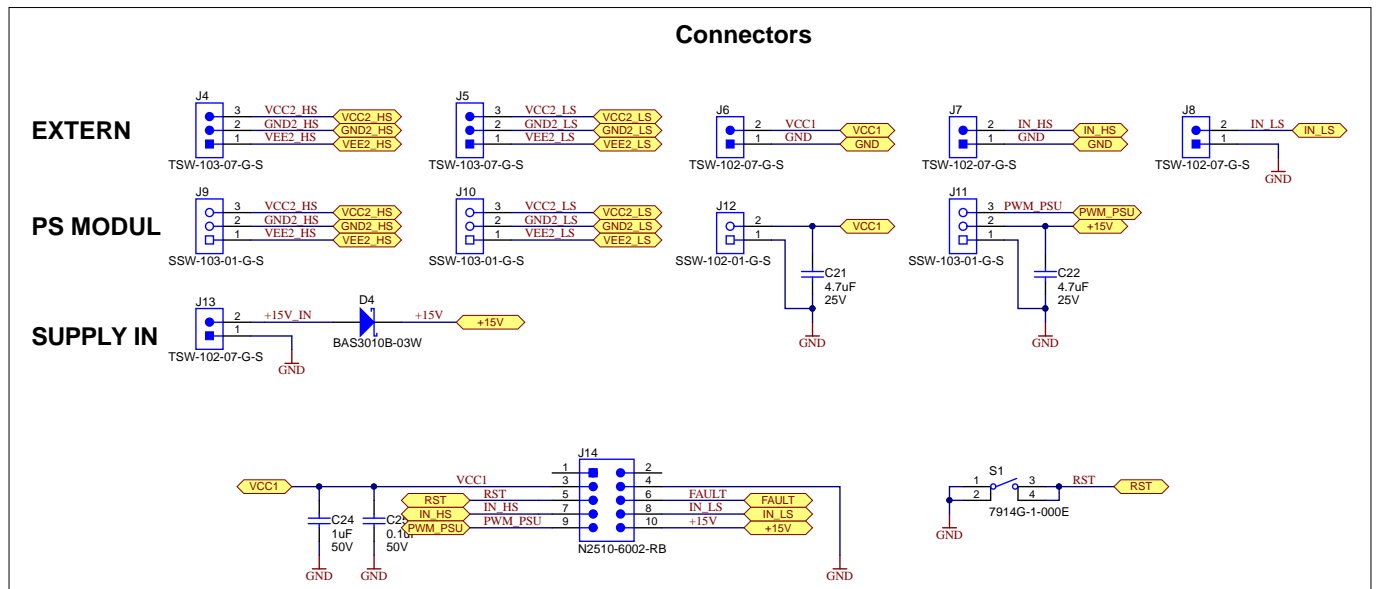 Connectors
EXTERN
J4
3 VCC2_HS VCC2_HS
2 GND2_HS GND2_HS
1 VEE2_HS VEE2_HS
TSW-103-07-G-S
J5
3 VCC2_LS VCC2_LS
2 GND2_LS GND2_LS
1 VEE2_LS VEE2_LS
TSW-103-07-G-S
J6
2 VCC1 VCC1
1 GND GND
TSW-102-07-G-S
J7
2 IN_HS IN_HS
1 GND GND
TSW-102-07-G-S
J8
2 IN_LS IN_LS
1
TSW-102-07-G-S
GND
PS MODUL
J9
3 VCC2_HS VCC2_HS
2 GND2_HS GND2_HS
1 VEE2_HS VEE2_HS
SSW-103-01-G-S
J10
3 VCC2_LS VCC2_LS
2 GND2_LS GND2_LS
1 VEE2_LS VEE2_LS
SSW-103-01-G-S
J12
2 VCC1
1
SSW-102-01-G-S
C21
4.7uF
25V
GND
J11
3 PWM_PSU PWM_PSU
2 +15V
1
SSW-103-01-G-S
C22
4.7uF
25V
GND
SUPPLY IN
J13
2 +15V_IN
1
TSW-102-07-G-S
GND
D4
+15V +15V
BAS3010B-03W
J14
1 2
VCC1 VCC1 3 4
RST RST 5 6 FAULT FAULT
IN_HS IN_HS 7 8 IN_LS IN_LS
PWM_PSU PWM_PSU 9 10 +15V +15V
N2510-6002-RB
C24
1uF
50V
GND
C25
0.1uF
50V
GND
GND
S1
1 3 RST RST
2 4
7914G-1-000E
GND